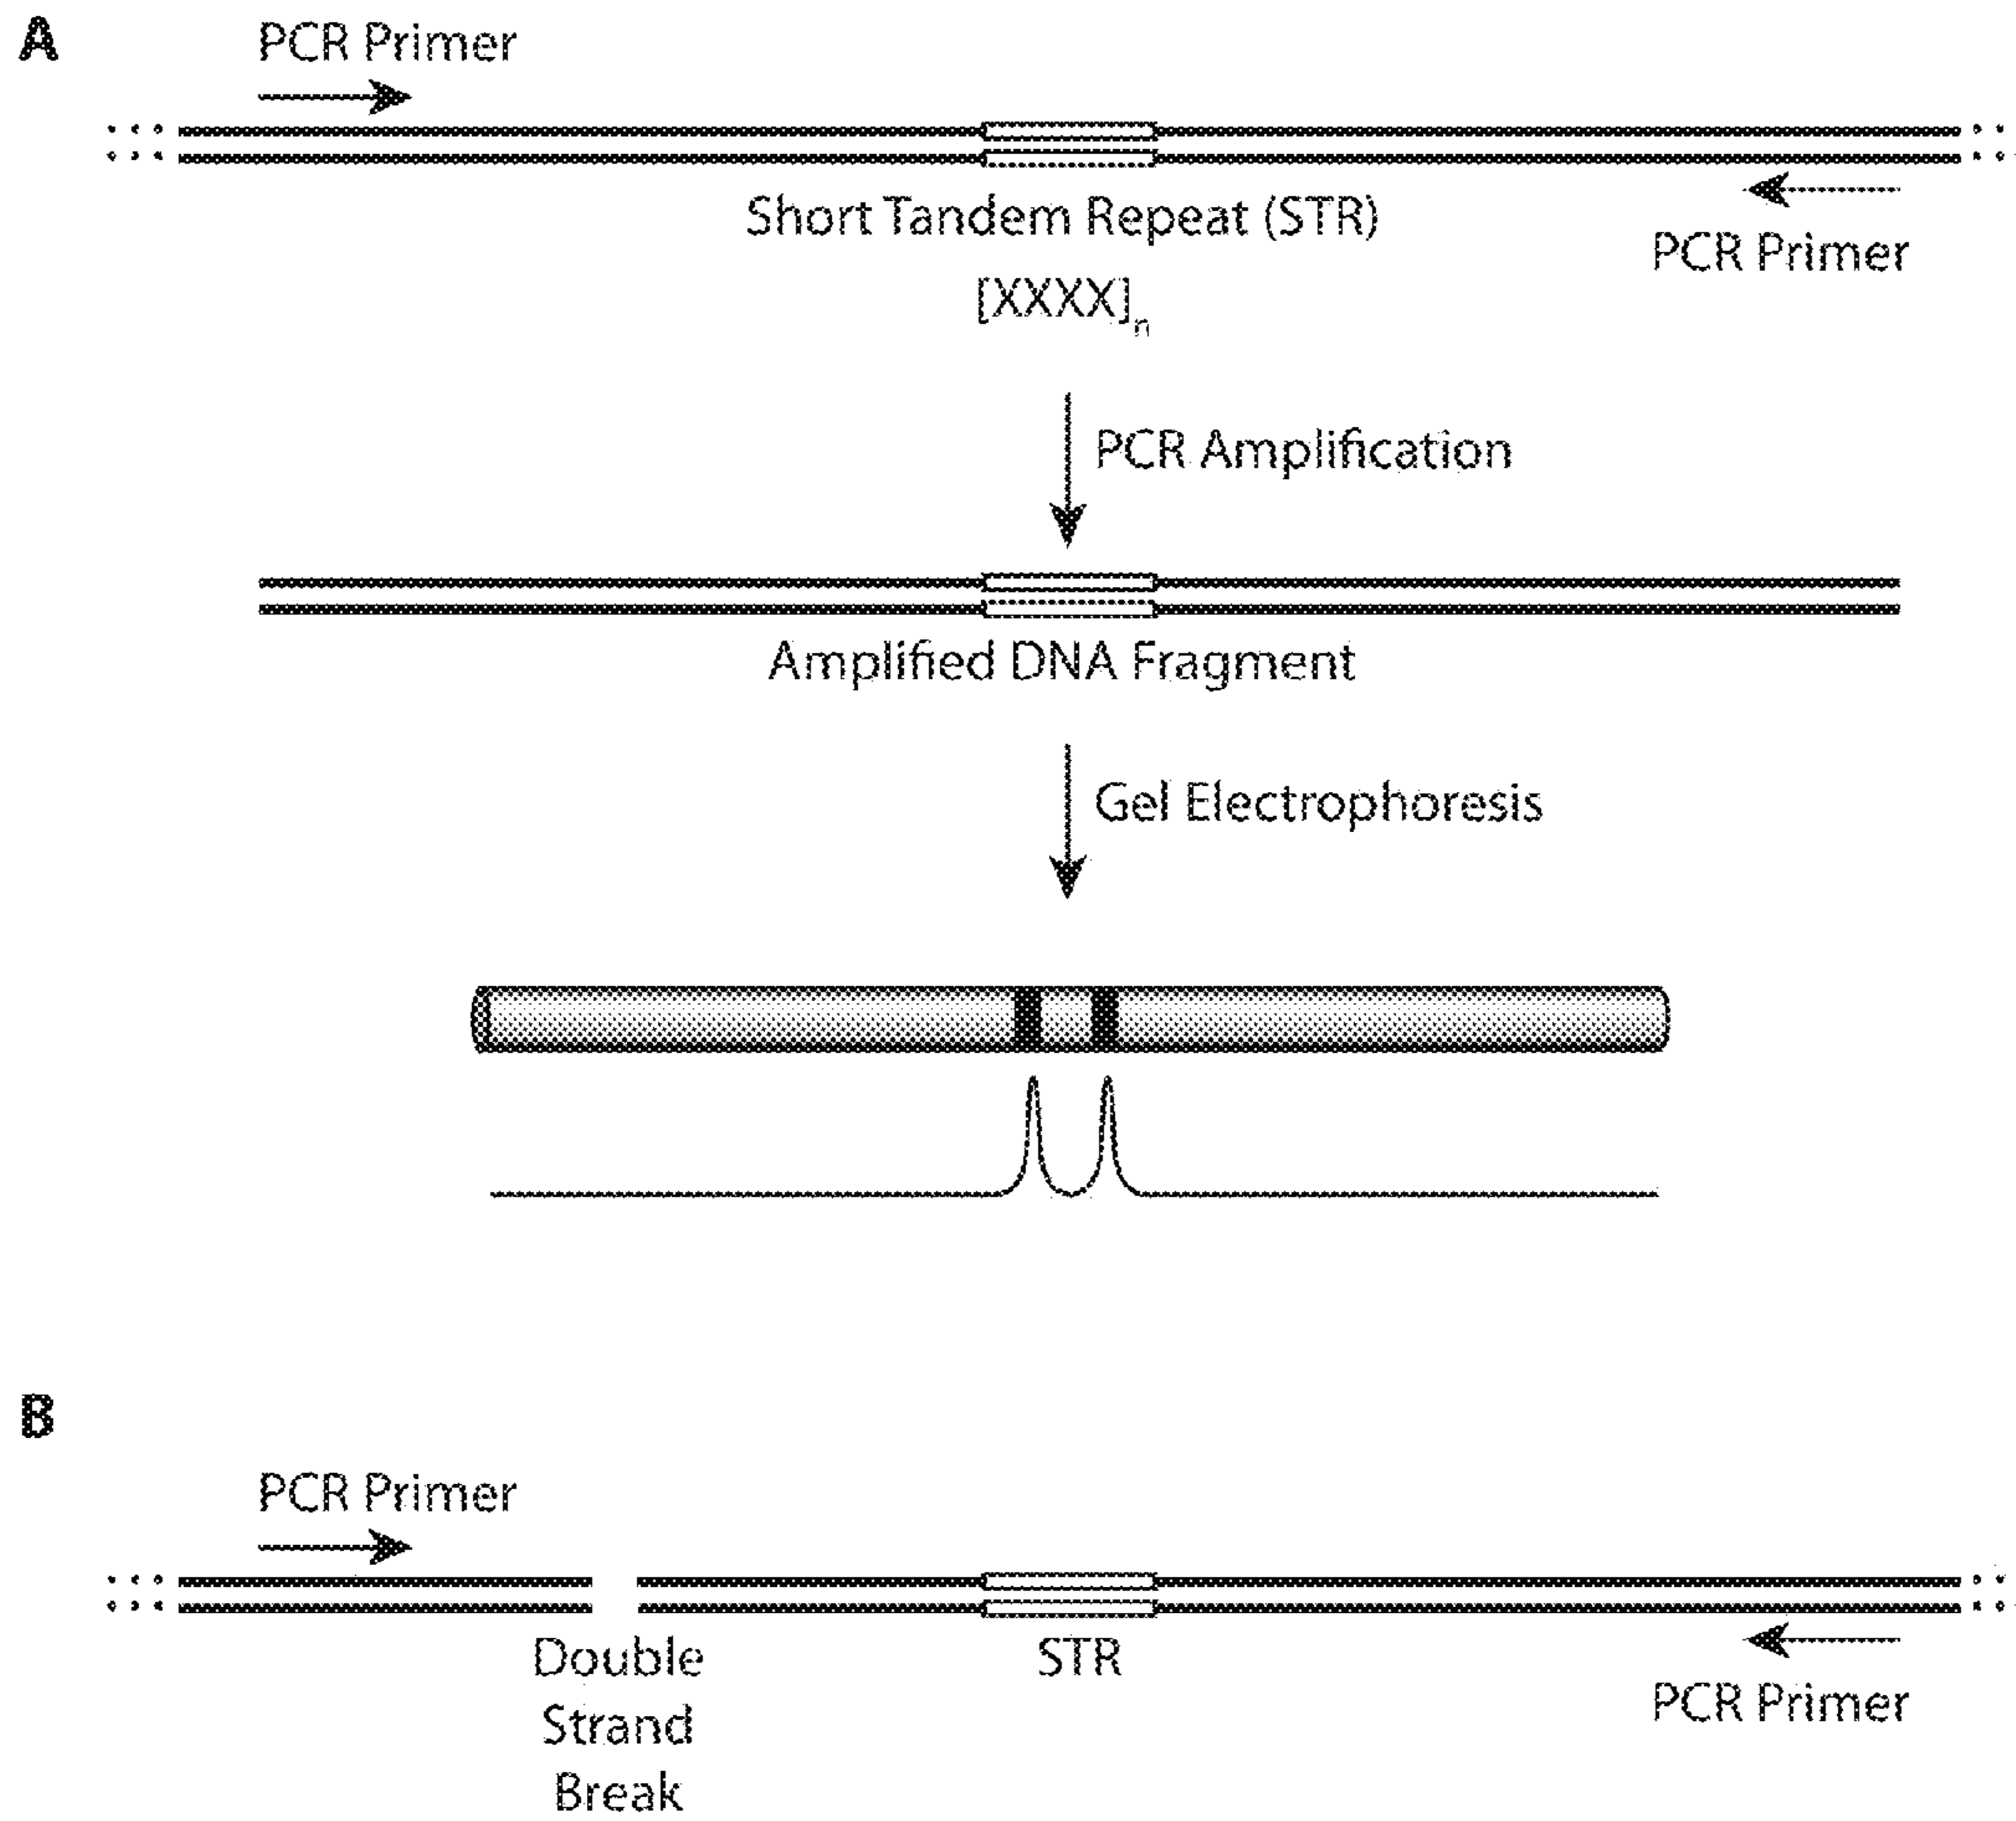 A
PCR Primer
Short Tandem Repeat (STR)
PCR Primer
[XXXX]n
PCR Amplification
Amplified DNA Fragment
Gel Electrophoresis
B
PCR Primer
Double
STR
Strand
PCR Primer
Break